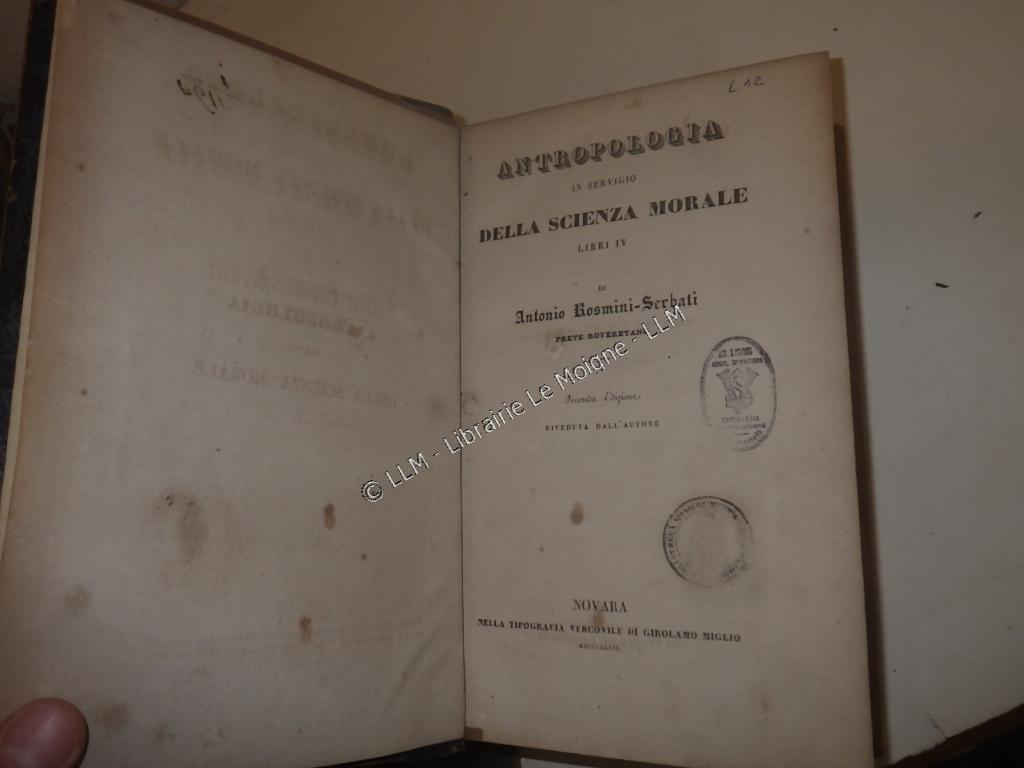 L 12
ANTROPOLOGIA
IN SERVIGIO
DELLA SCIENZA MORALE
LIBRI IV
DI
Antonio Rosmini-Serbati
PRETE ROVERETANO
Seconda Edizione
RIVEDUTA DALL'AUTORE
NOVARA
NELLA TIPOGRAFIA VESCOVILE DI GIROLAMO MIGLIO
© LLM - Librairie Le Moigne - LLM